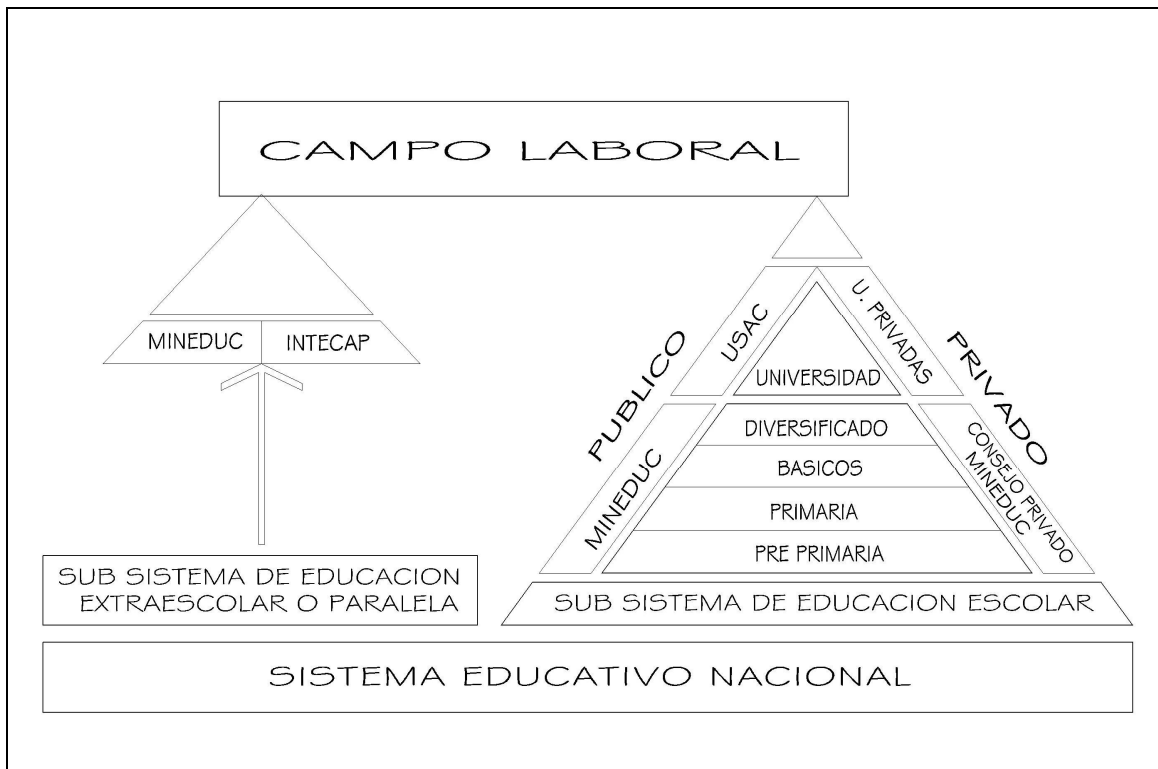 CAMPO LABORAL
MINEDUC
INTECAP
SUB SISTEMA DE EDUCACION
EXTRAESCOLAR O PARALELA
PUBLICO
PRIVADO
USAC
U. PRIVADAS
UNIVERSIDAD
MINEDUC
CONSEJO PRIVADO
MINEDUC
DIVERSIFICADO
BASICOS
PRIMARIA
PRE PRIMARIA
SUB SISTEMA DE EDUCACION ESCOLAR
SISTEMA EDUCATIVO NACIONAL